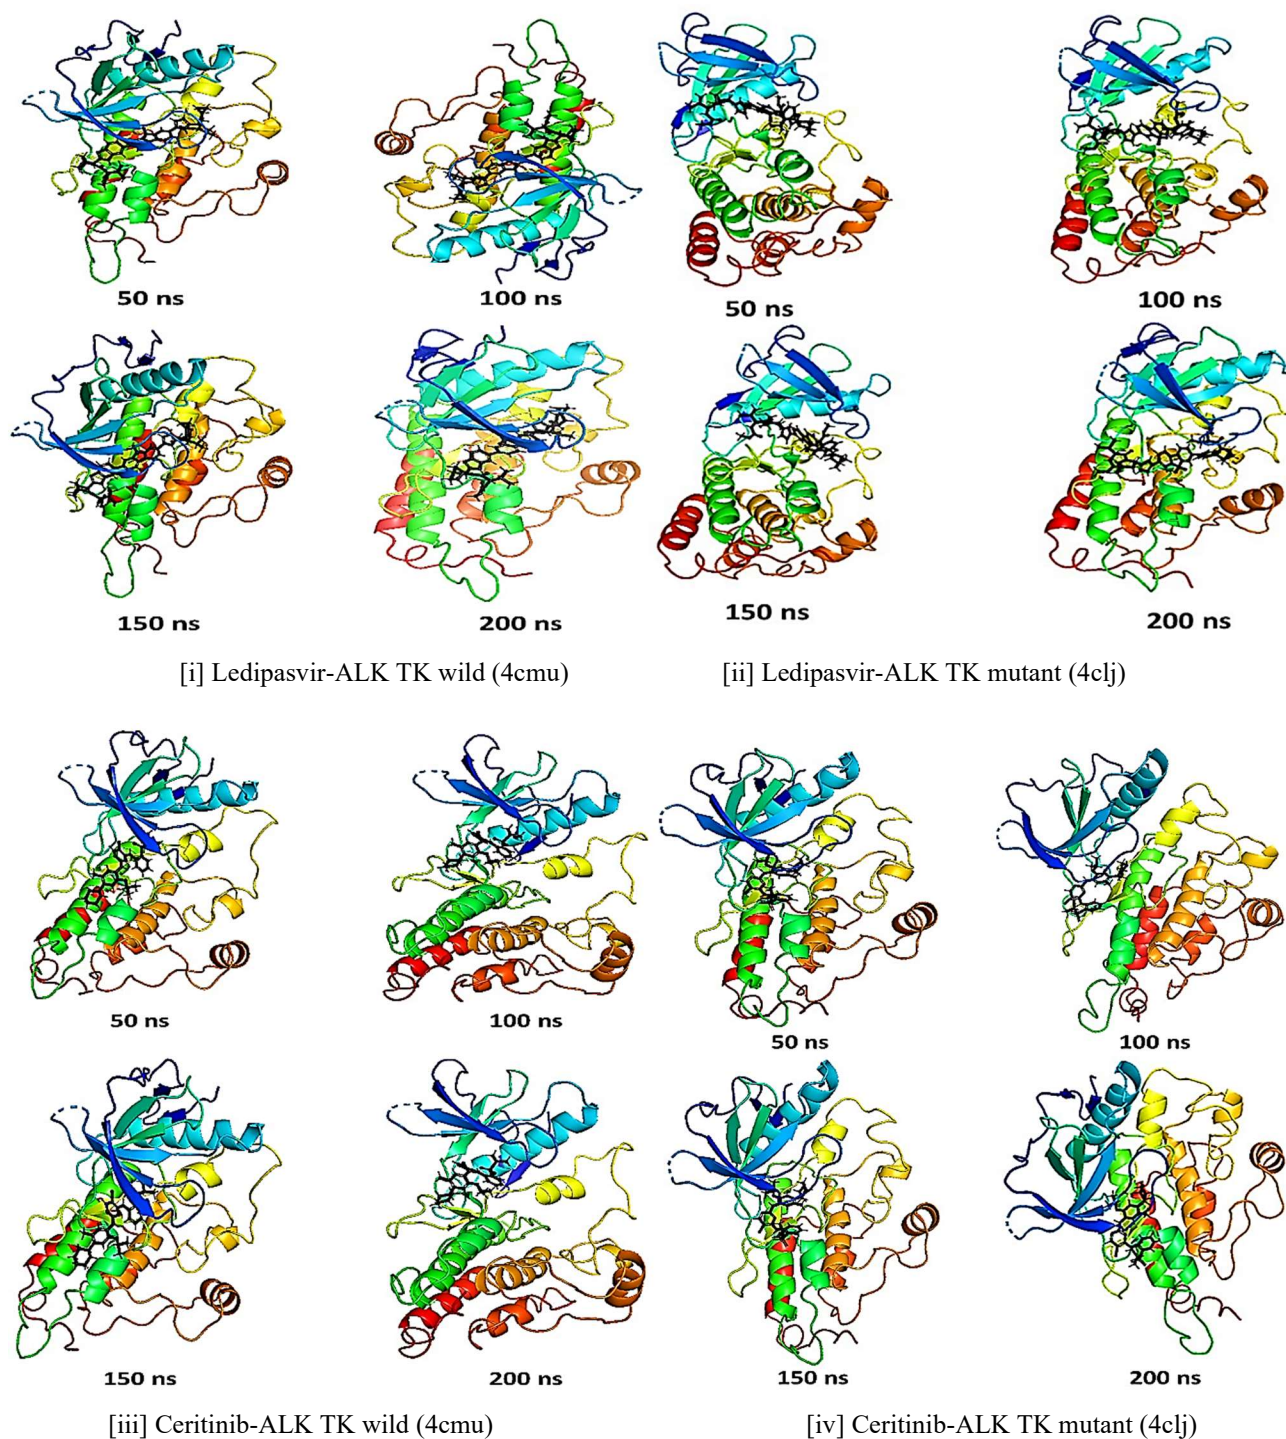 50 ns
100 ns
50 ns
100 ns
150 ns
200 ns
150 ns
200 ns
[i] Ledipasvir-ALK TK wild (4cmu)
[ii] Ledipasvir-ALK TK mutant (4clj)
50 ns
100 ns
50 ns
100 ns
150 ns
200 ns
150 ns
200 ns
[iii] Ceritinib-ALK TK wild (4cmu)
[iv] Ceritinib-ALK TK mutant (4clj)